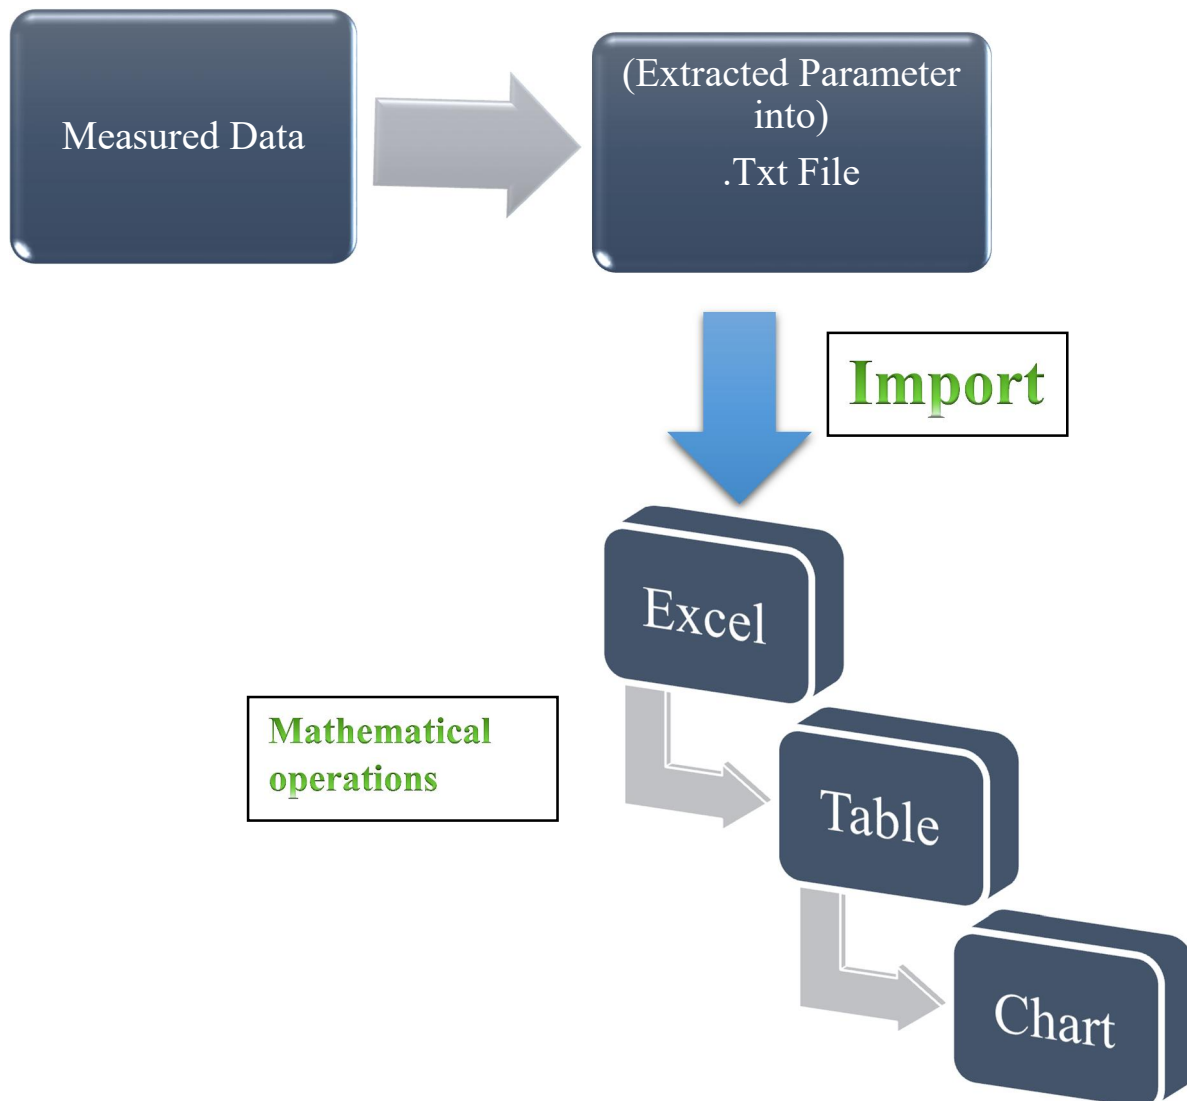 Measured Data
(Extracted Parameter
into)
.Txt File
Import
Excel
Mathematical
operations
Table
Chart